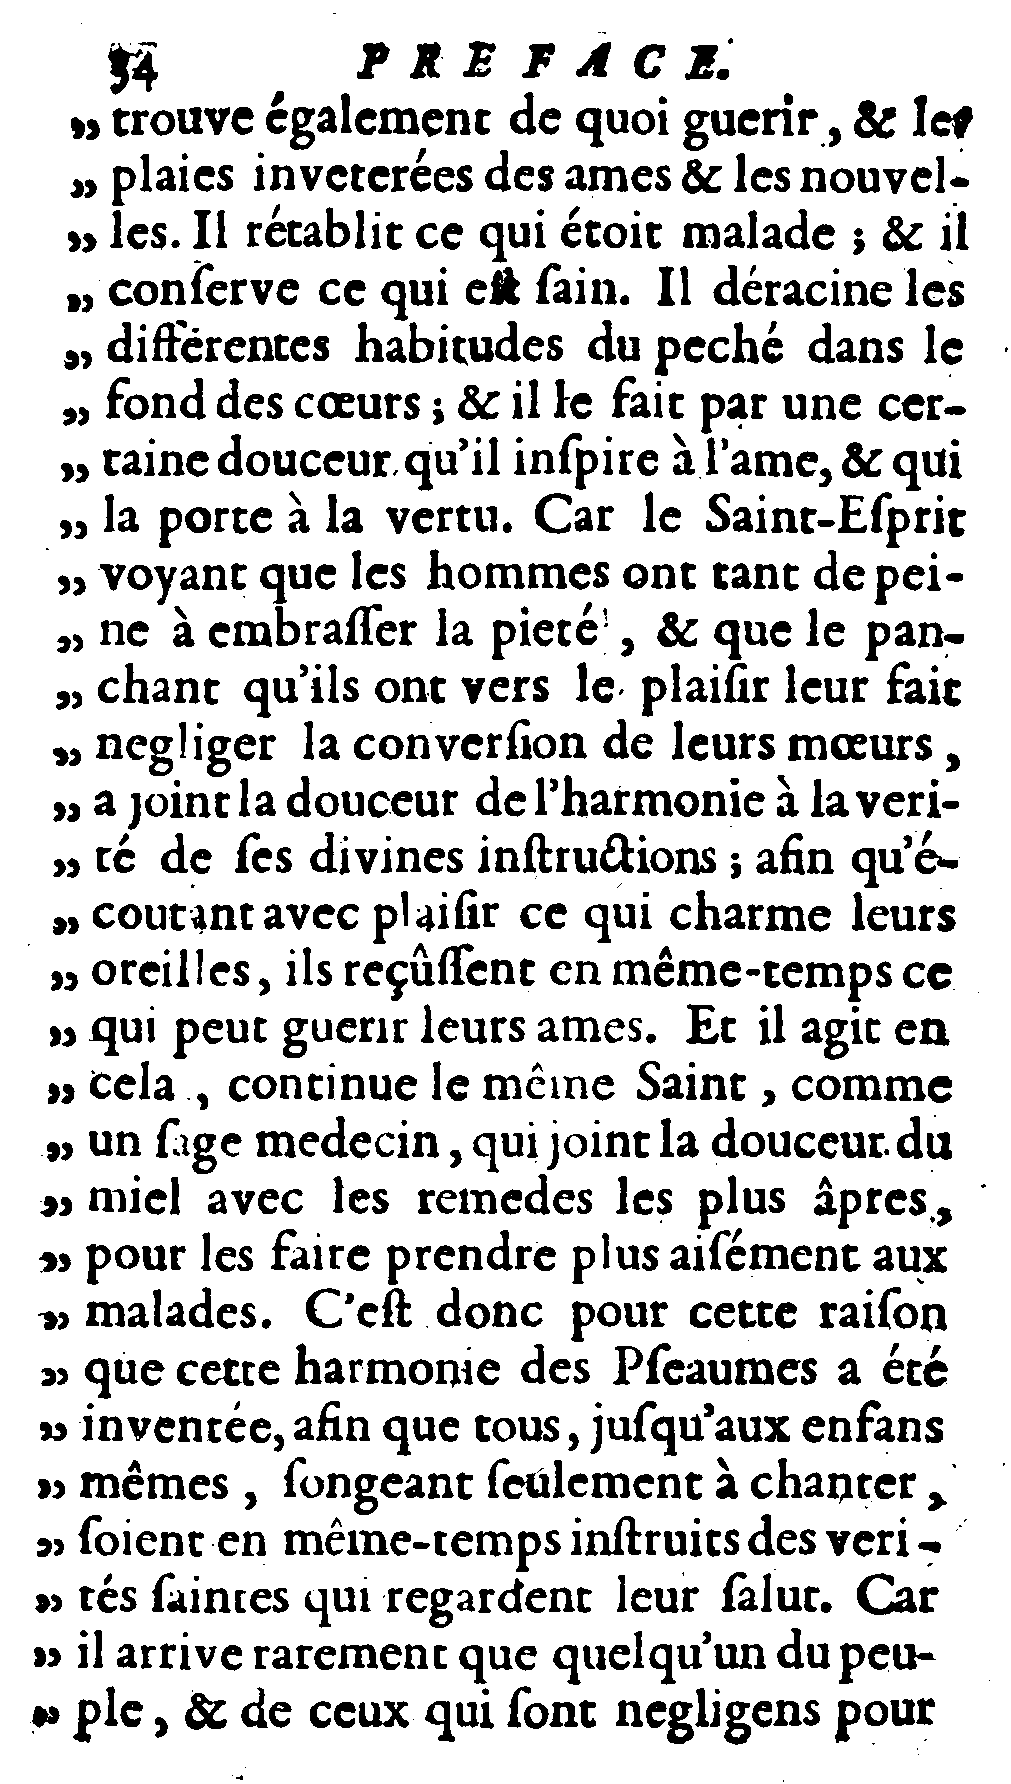 34 PREFACE.
„ trouve également de quoi guerir, & les
„ plaies inveterées des ames & les nouvel-
„ les. Il rétablit ce qui étoit malade ; & il
„ conſerve ce qui eſt ſain. Il déracine les
„ différentes habitudes du peché dans le
„ fond des cœurs ; & il le fait par une cer-
„ taine douceur qu'il inſpire à l'ame, & qui
„ la porte à la vertu. Car le Saint-Eſprit
„ voyant que les hommes ont tant de pei-
„ ne à embraſſer la pieté, & que le pan-
„ chant qu'ils ont vers le plaiſir leur fait
„ negliger la converſion de leurs mœurs,
„ a joint la douceur de l'harmonie à la veri-
„ té de ſes divines inſtructions ; afin qu'é-
„ coutant avec plaiſir ce qui charme leurs
„ oreilles, ils reçûſſent en même-temps ce
„ qui peut guerir leurs ames. Et il agit en
„ cela, continue le même Saint, comme
„ un ſage medecin, qui joint la douceur du
„ miel avec les remedes les plus âpres,
„ pour les faire prendre plus aiſément aux
„ malades. C'eſt donc pour cette raiſon
„ que cette harmonie des Pſeaumes a été
„ inventée, afin que tous, juſqu'aux enfans
„ mêmes, ſongeant ſeulement à chanter,
„ ſoient en même-temps inſtruits des veri-
„ tés ſaintes qui regardent leur ſalut. Car
„ il arrive rarement que quelqu'un du peu-
„ ple, & de ceux qui ſont negligens pour